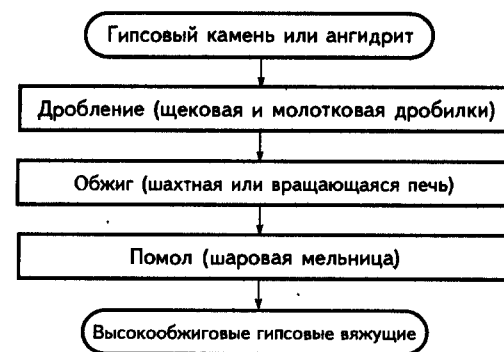 Гипсовый камень или ангидрит
Дробление (щековая и молотковая дробилки)
Обжиг (шахтная или вращающаяся печь)
Помол (шаровая мельница)
Высокообжиговые гипсовые вяжущие